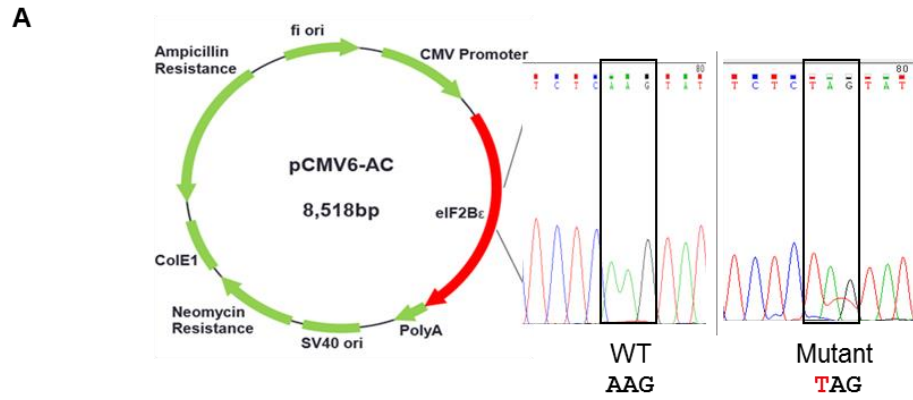 A
fi ori
Ampicillin
Resistance
CMV Promoter
pCMV6-AC
8,518bp
eIF2Bε
ColE1
Neomycin
Resistance
SV40 ori
PolyA
80
T C T C A A G T A T
80
T C T C T A G T A T
WT
AAG
Mutant
TAG